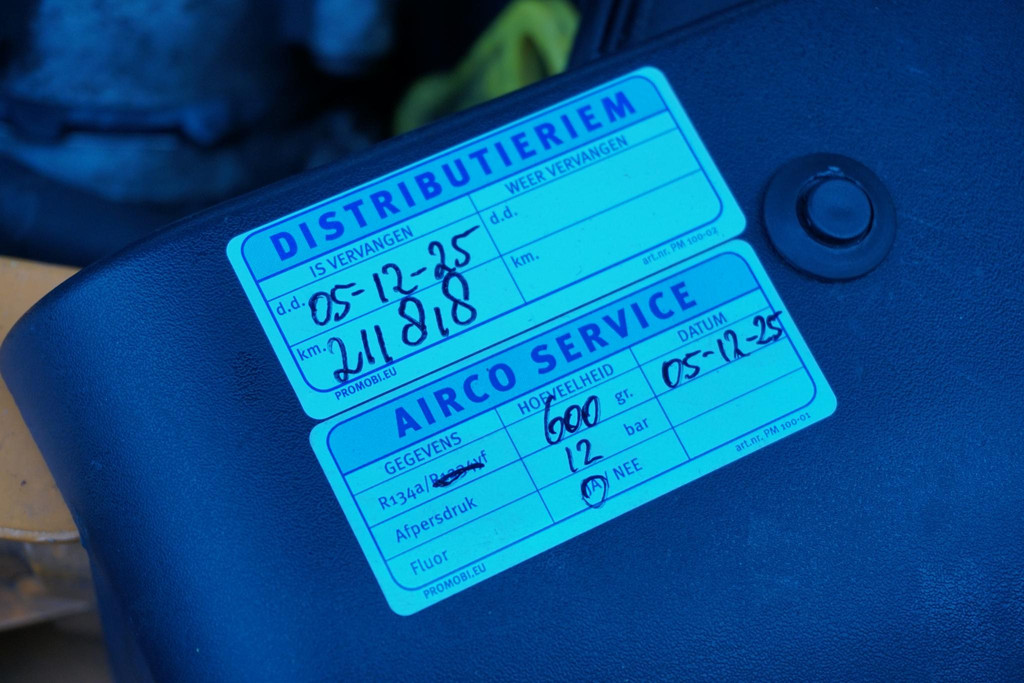 DISTRIBUTIERIEM
IS VERVANGEN WEER VERVANGEN
d.d. 05-12-25 d.d.
km. 211818 km.
PROMOBI.EU art.nr. PM 100-02
AIRCO SERVICE
GEGEVENS HOEVEELHEID DATUM
R134a/R1234yf 600 gr. 05-12-25
Afpersdruk 12 bar
Fluor JA/ NEE
PROMOBI.EU art.nr. PM 100-01